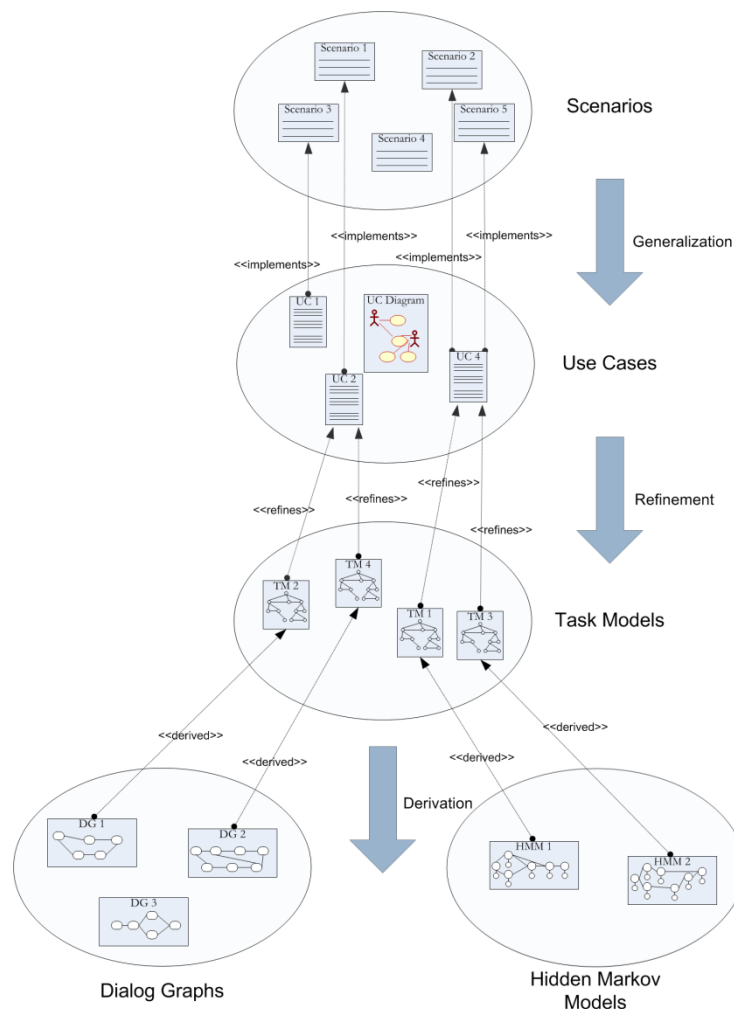 Scenario 1
Scenario 2
Scenario 3
Scenario 5
Scenarios
Scenario 4
<<implements>>
<<implements>>
Generalization
<<implements>>
<<implements>>
UC 1
UC Diagram
UC 4
Use Cases
UC 2
<<refines>>
<<refines>>
Refinement
<<refines>>
<<refines>>
TM 4
TM 2
TM 1
TM 3
Task Models
<<derived>>
<<derived>>
<<derived>>
<<derived>>
Derivation
DG 1
DG 2
HMM 1
HMM 2
DG 3
Dialog Graphs
Hidden Markov
Models